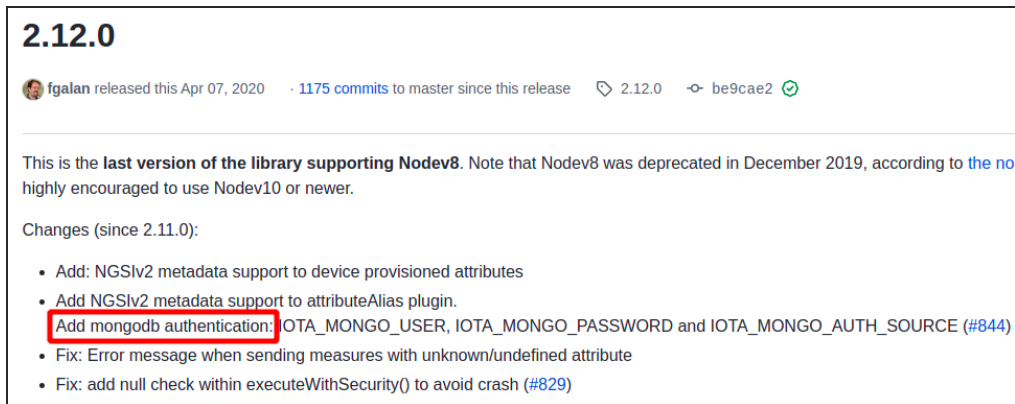 2.12.0
fgalan released this Apr 07, 2020 · 1175 commits to master since this release 2.12.0 be9cae2
This is the last version of the library supporting Nodev8. Note that Nodev8 was deprecated in December 2019, according to the no
highly encouraged to use Nodev10 or newer.
Changes (since 2.11.0):
• Add: NGSIv2 metadata support to device provisioned attributes
• Add NGSIv2 metadata support to attributeAlias plugin.
Add mongodb authentication: IOTA_MONGO_USER, IOTA_MONGO_PASSWORD and IOTA_MONGO_AUTH_SOURCE (#844)
• Fix: Error message when sending measures with unknown/undefined attribute
• Fix: add null check within executeWithSecurity() to avoid crash (#829)